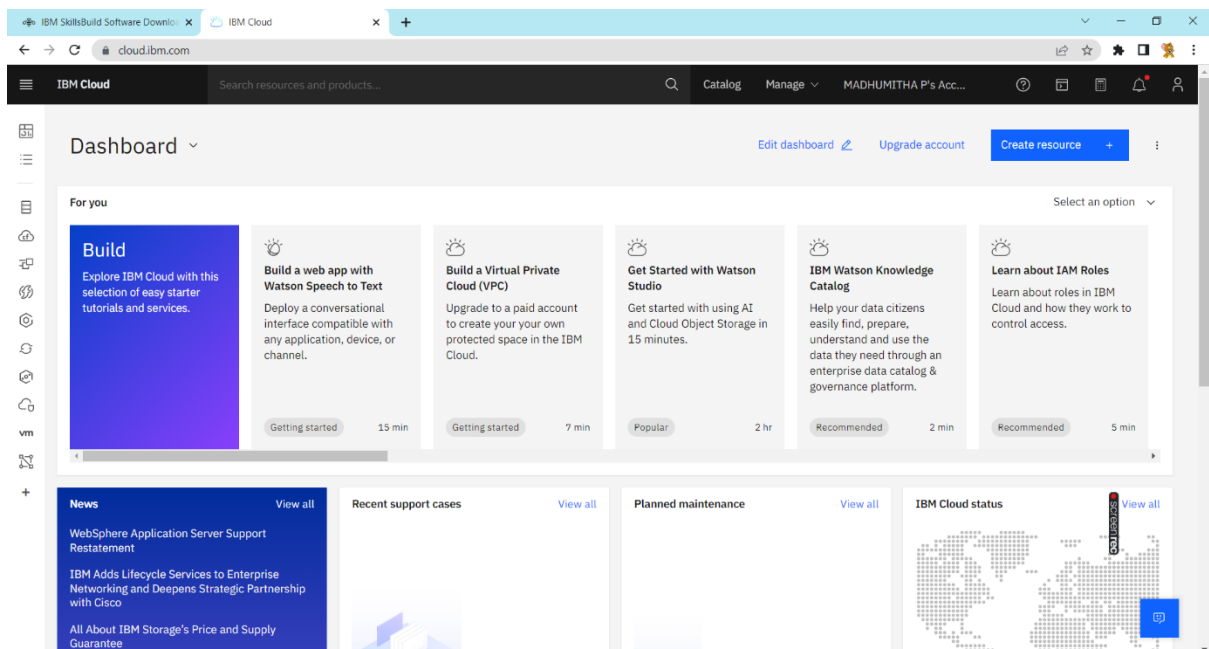 IBM SkillsBuild Software Downloa
IBM Cloud
cloud.ibm.com
IBM Cloud
Search resources and products...
Catalog
Manage
MADHUMITHA P's Acc...
Dashboard
Edit dashboard
Upgrade account
Create resource +
For you
Select an option
Build
Explore IBM Cloud with this
selection of easy starter
tutorials and services.
Build a web app with
Watson Speech to Text
Deploy a conversational
interface compatible with
any application, device, or
channel.
Getting started
15 min
Build a Virtual Private
Cloud (VPC)
Upgrade to a paid account
to create your your own
protected space in the IBM
Cloud.
Getting started
7 min
Get Started with Watson
Studio
Get started with using AI
and Cloud Object Storage in
15 minutes.
Popular
2 hr
IBM Watson Knowledge
Catalog
Help your data citizens
easily find, prepare,
understand and use the
data they need through an
enterprise data catalog &
governance platform.
Recommended
2 min
Learn about IAM Roles
Learn about roles in IBM
Cloud and how they work to
control access.
Recommended
5 min
vm
News
View all
WebSphere Application Server Support
Restatement
IBM Adds Lifecycle Services to Enterprise
Networking and Deepens Strategic Partnership
with Cisco
All About IBM Storage's Price and Supply
Guarantee
Recent support cases
View all
Planned maintenance
View all
IBM Cloud status
View all
screenrec